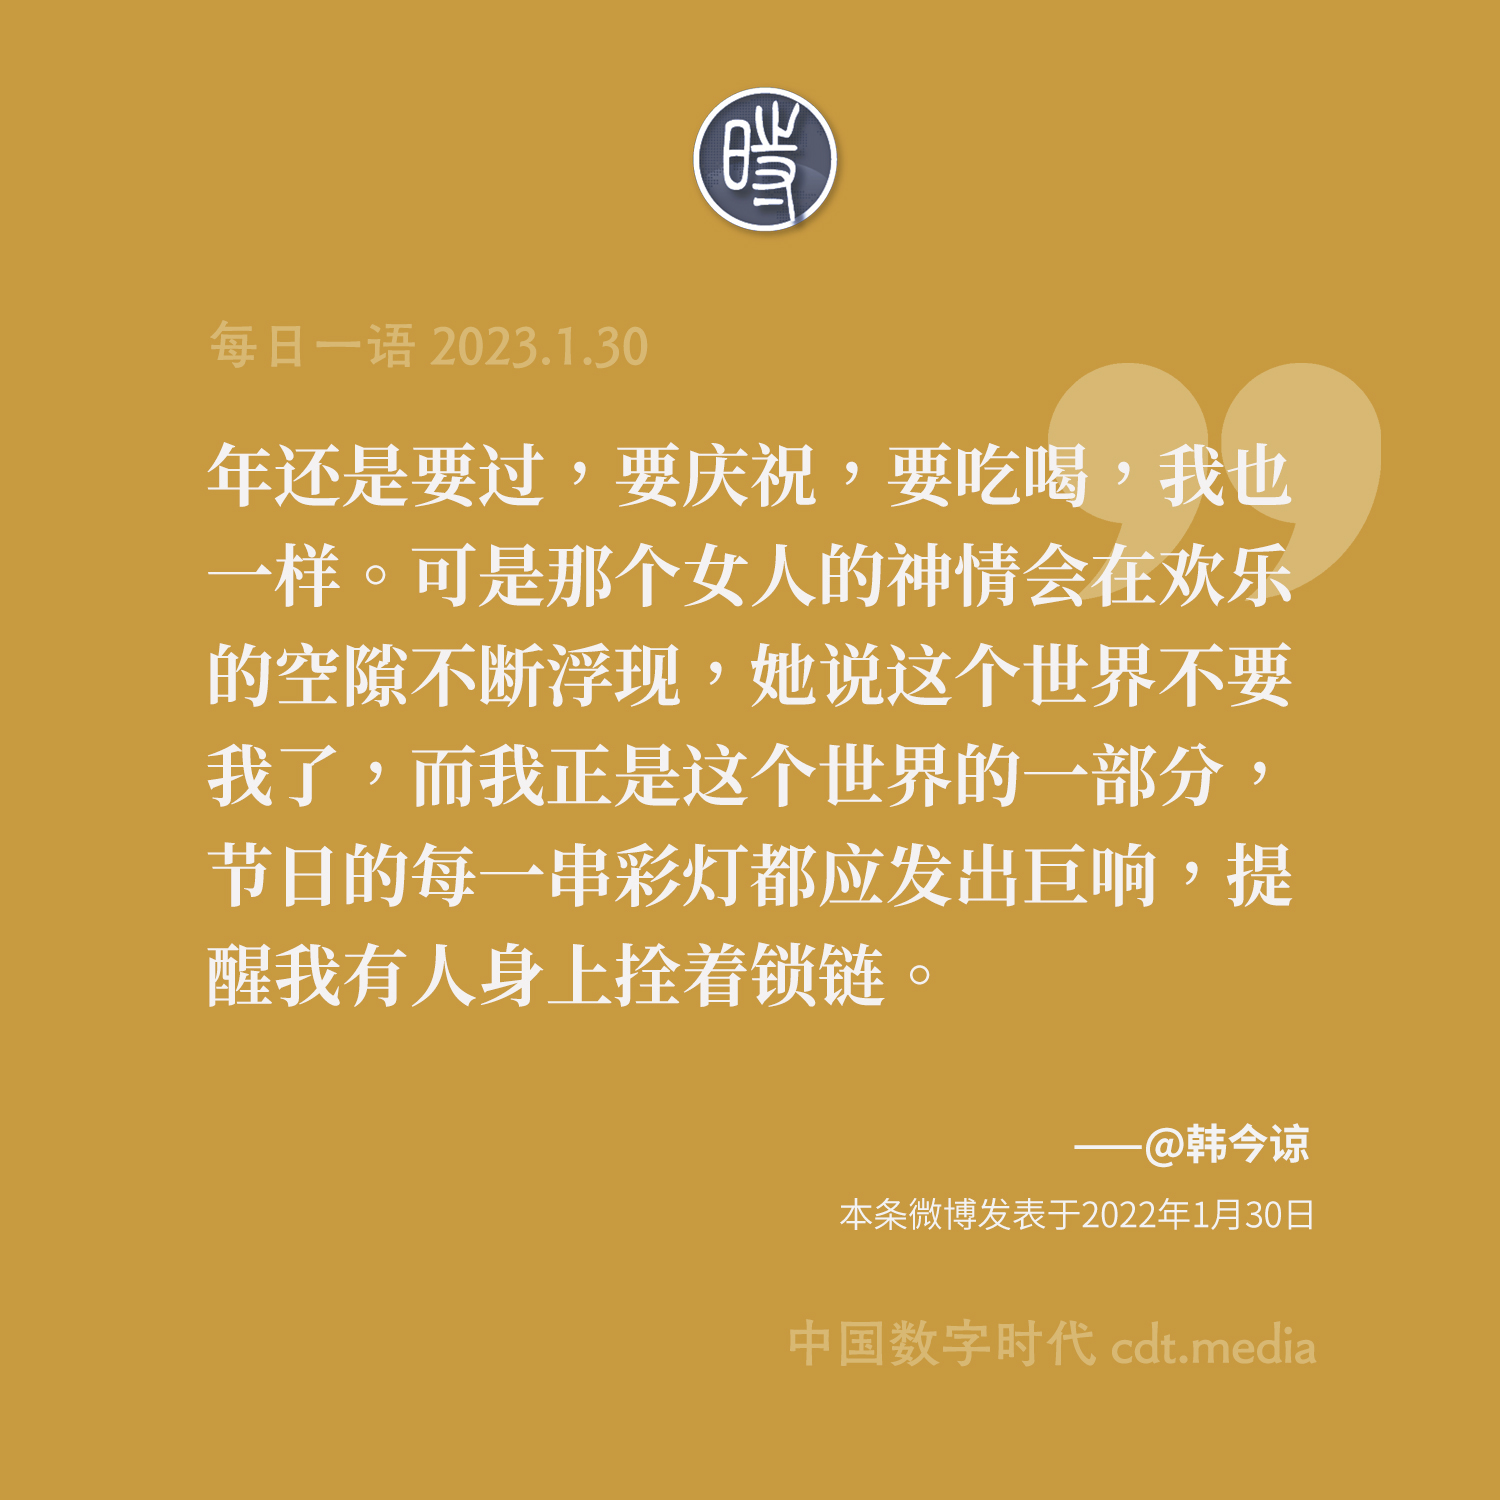 時
每日一语 2023.1.30
年还是要过，要庆祝，要吃喝，我也
一样。可是那个女人的神情会在欢乐
的空隙不断浮现，她说这个世界不要
我了，而我正是这个世界的一部分，
节日的每一串彩灯都应发出巨响，提
醒我有人身上拴着锁链。
——@韩今谅
本条微博发表于2022年1月30日
中国数字时代 cdt.media